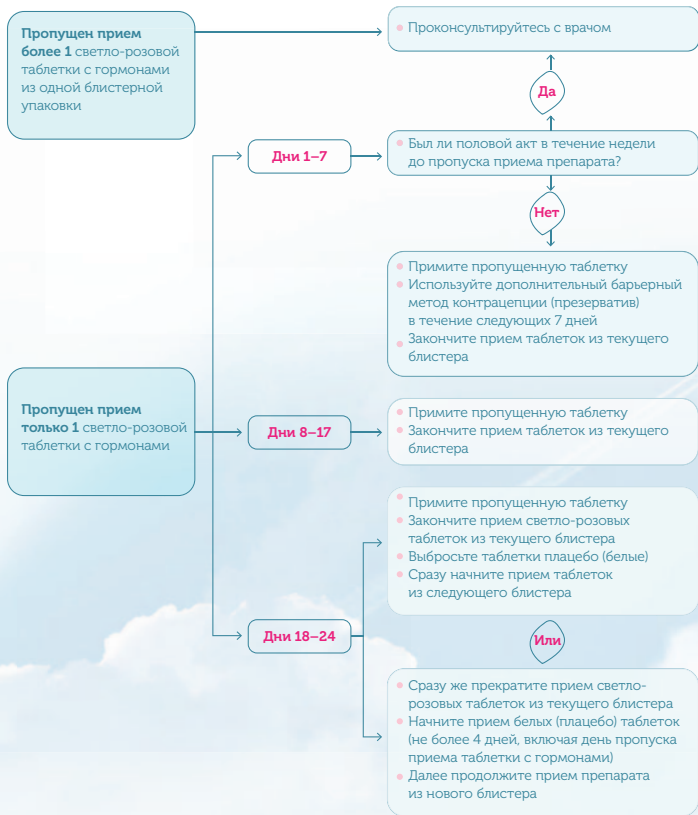 Пропущен прием
более 1 светло-розовой
таблетки с гормонами
из одной блистерной
упаковки
Проконсультируйтесь с врачом
Да
Дни 1–7
Был ли половой акт в течение недели
до пропуска приема препарата?
Нет
Примите пропущенную таблетку
Используйте дополнительный барьерный
метод контрацепции (презерватив)
в течение следующих 7 дней
Закончите прием таблеток из текущего
блистера
Пропущен прием
только 1 светло-розовой
таблетки с гормонами
Дни 8–17
Примите пропущенную таблетку
Закончите прием таблеток из текущего
блистера
Примите пропущенную таблетку
Закончите прием светло-розовых
таблеток из текущего блистера
Выбросьте таблетки плацебо (белые)
Сразу начните прием таблеток
из следующего блистера
Дни 18–24
Или
Сразу же прекратите прием светло-
розовых таблеток из текущего блистера
Начните прием белых (плацебо) таблеток
(не более 4 дней, включая день пропуска
приема таблетки с гормонами)
Далее продолжите прием препарата
из нового блистера